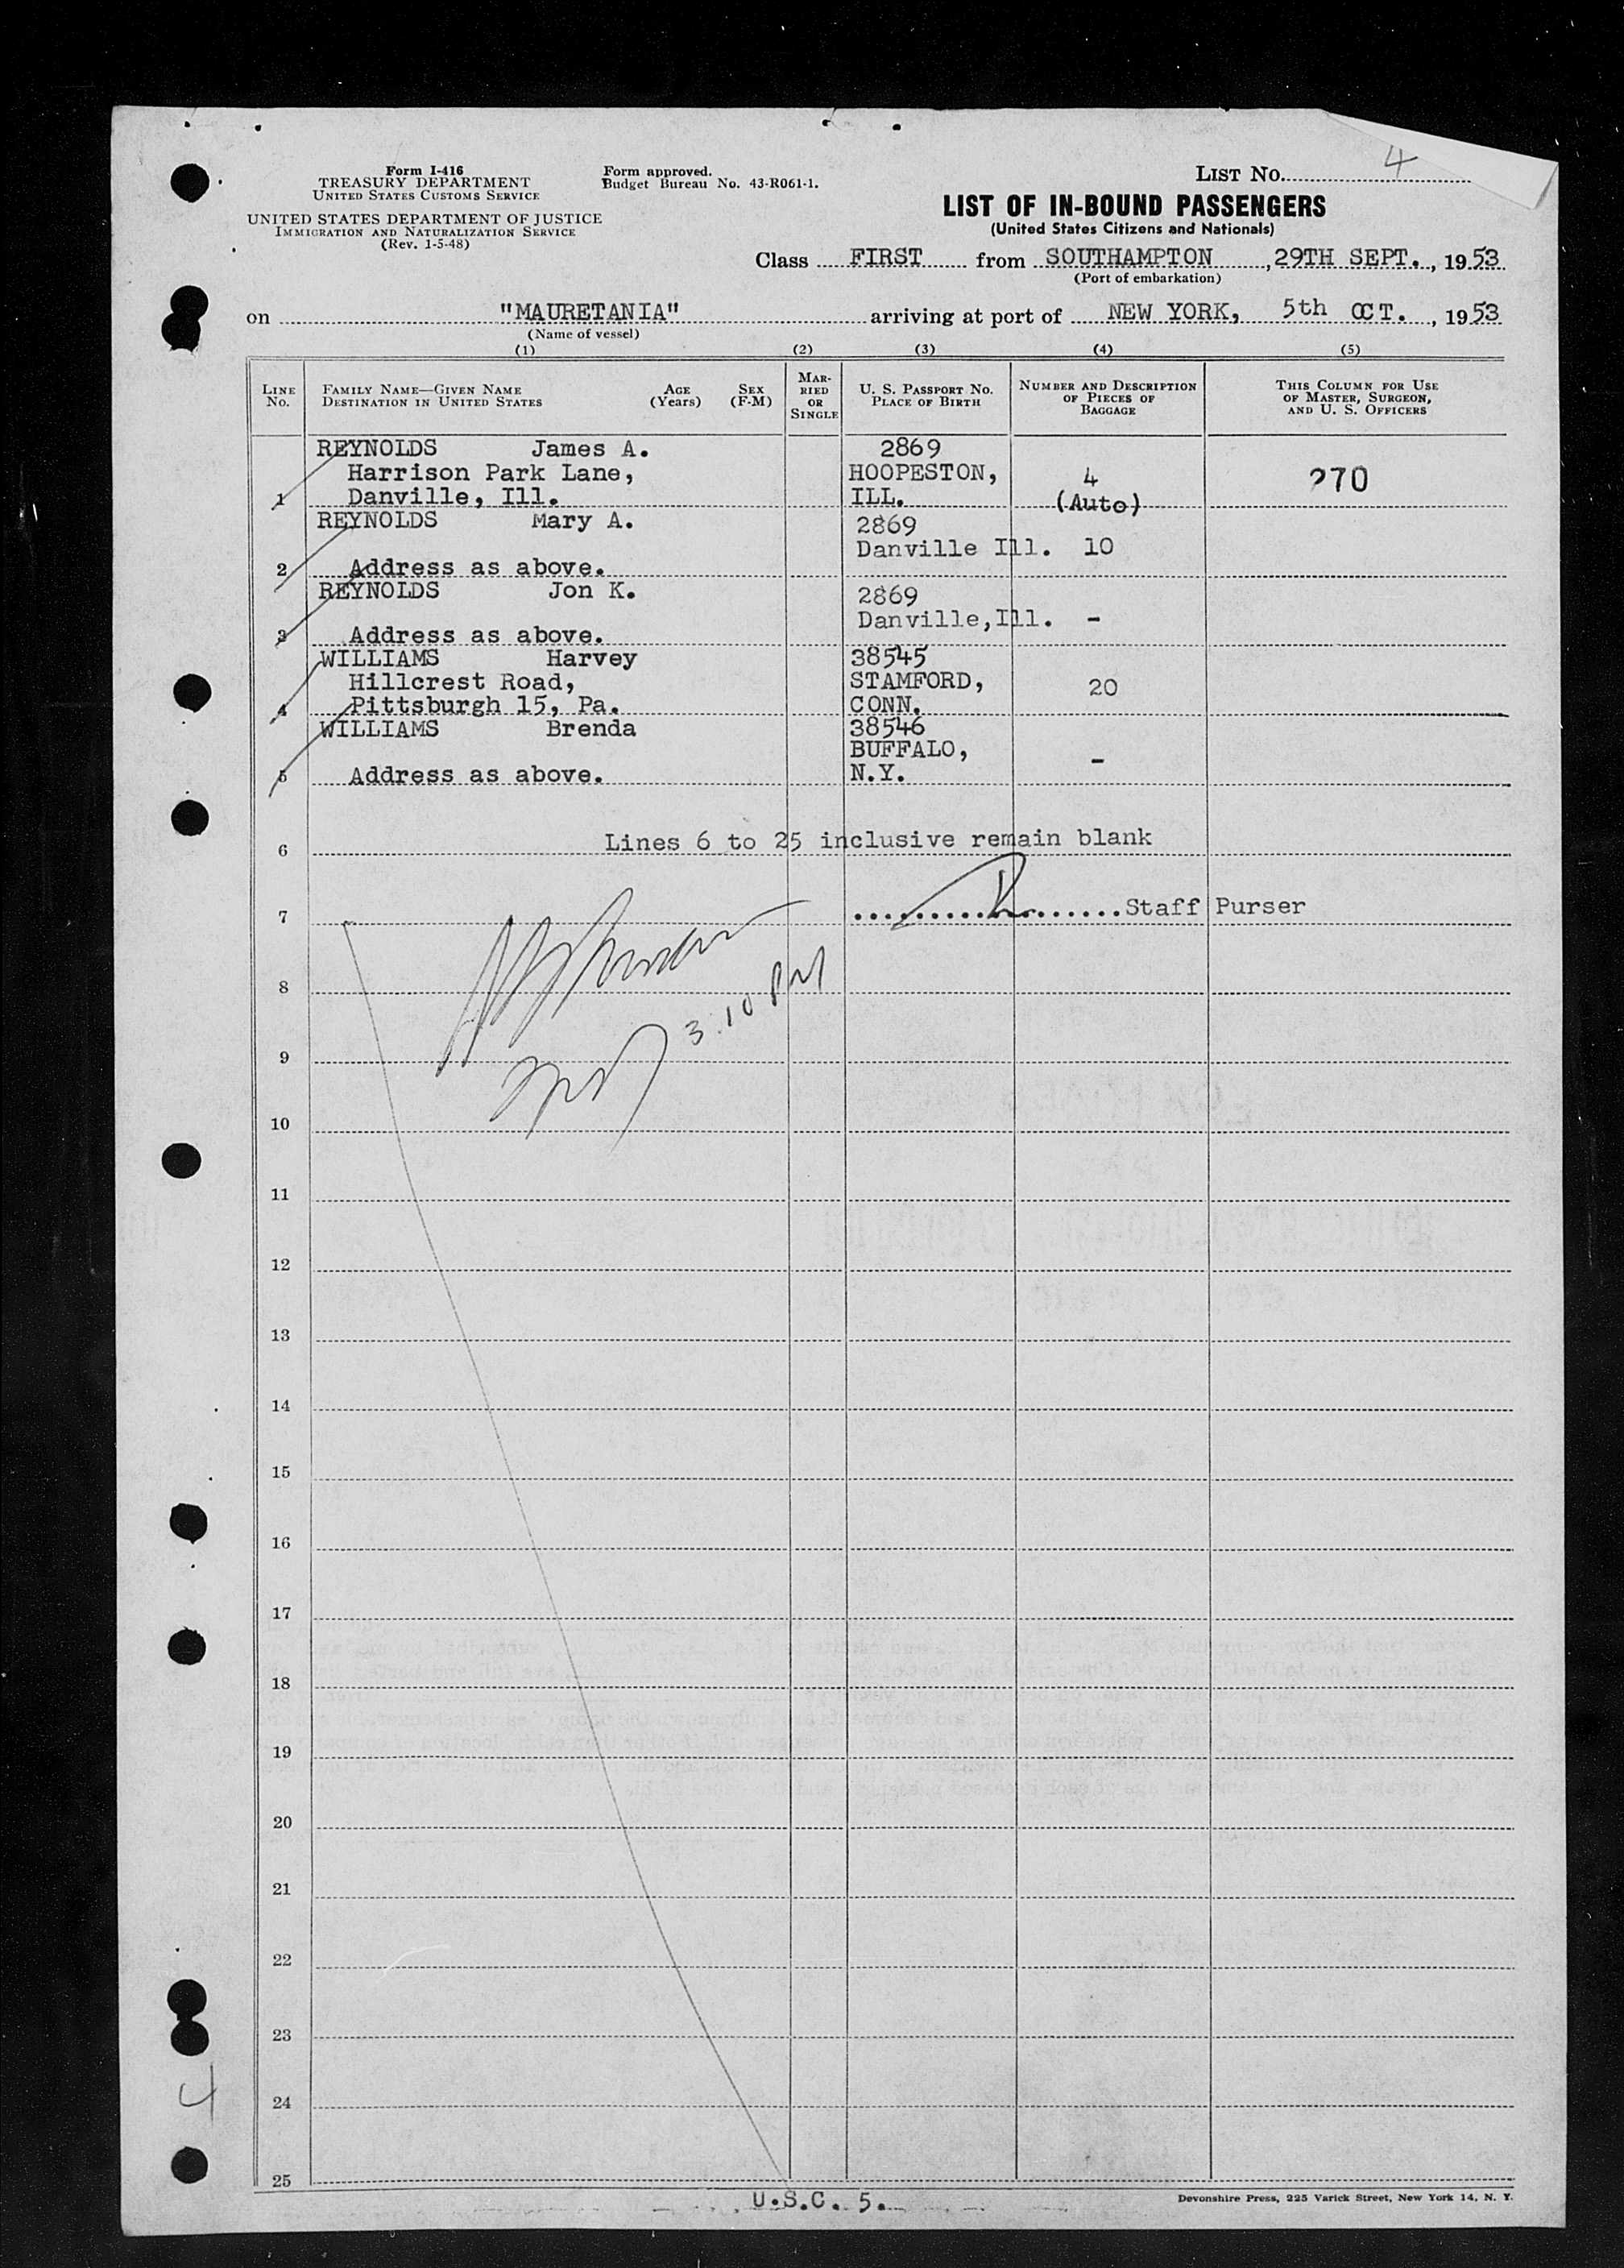 Form I-416
TREASURY DEPARTMENT
UNITED STATES CUSTOMS SERVICE
UNITED STATES DEPARTMENT OF JUSTICE
IMMIGRATION AND NATURALIZATION SERVICE
(Rev. 1-5-48)
Form approved.
Budget Bureau No. 43-R061-1.
LIST NO. 4
LIST OF IN-BOUND PASSENGERS
(United States Citizens and Nationals)
Class FIRST from SOUTHAMPTON, 29TH SEPT., 1953
(Port of embarkation)
on "MAURETANIA" arriving at port of NEW YORK, 5th OCT., 1953
(Name of vessel)
(1) (2) (3) (4) (5)
LINE NO.
FAMILY NAME—GIVEN NAME AGE SEX
DESTINATION IN UNITED STATES (Years) (F-M)
MAR-
RIED
OR
SINGLE
U. S. PASSPORT NO.
PLACE OF BIRTH
NUMBER AND DESCRIPTION
OF PIECES OF
BAGGAGE
THIS COLUMN FOR USE
OF MASTER, SURGEON,
AND U. S. OFFICERS
REYNOLDS James A. 2869
Harrison Park Lane, HOOPESTON, 4 270
1 Danville, Ill. ILL. (Auto)
REYNOLDS Mary A. 2869
Danville Ill. 10
2 Address as above.
REYNOLDS Jon K. 2869
Danville,Ill. -
3 Address as above.
WILLIAMS Harvey 38545
Hillcrest Road, STAMFORD, 20
4 Pittsburgh 15, Pa. CONN.
WILLIAMS Brenda 38546
BUFFALO, -
5 Address as above. N.Y.
6 Lines 6 to 25 inclusive remain blank
7 Staff Purser
8
3:10 PM
9
10
11
12
13
14
15
16
17
18
19
20
21
22
23
24
4
25
U.S.C. 5.
Devonshire Press, 225 Varick Street, New York 14, N. Y.